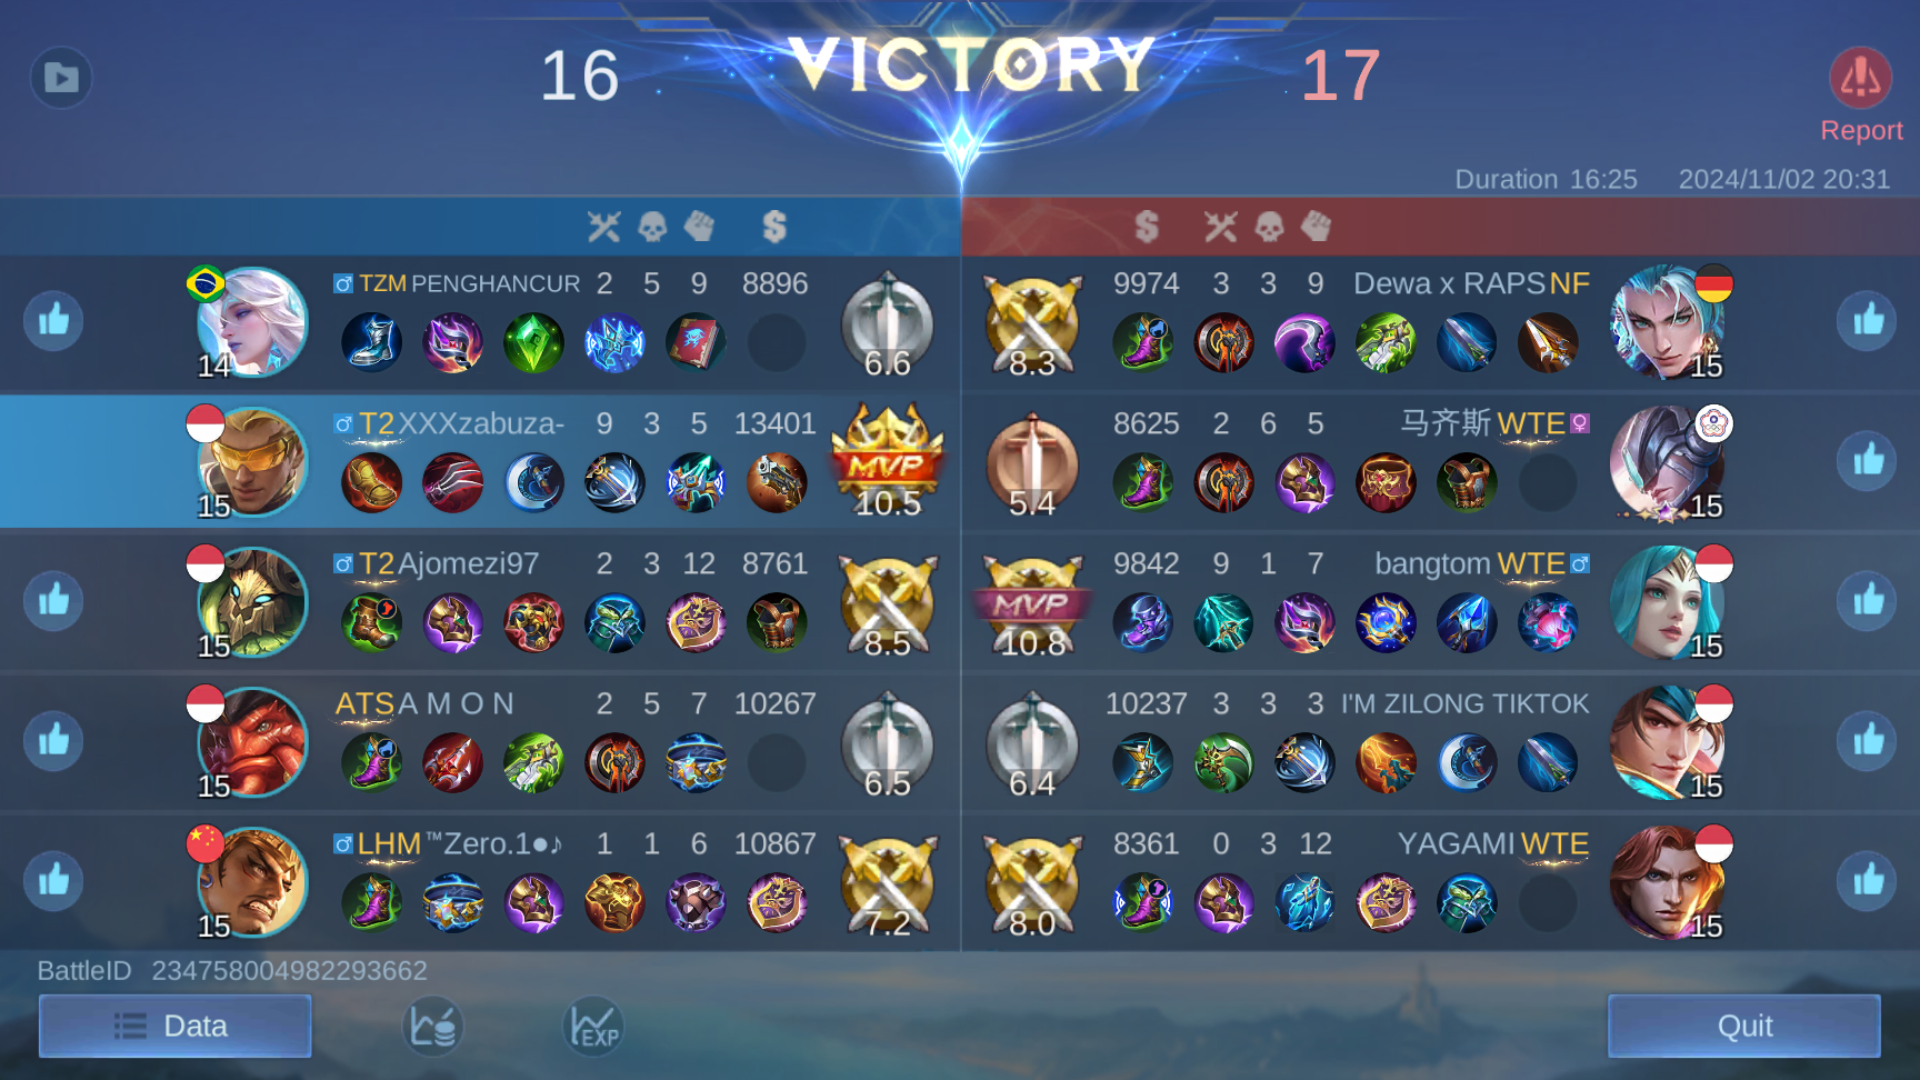 16 VICTORY 17
Report
Duration 16:25 2024/11/02 20:31
TZM PENGHANCUR 2 5 9 8896
14 6.6
9974 3 3 9 Dewa x RAPS NF
8.3 15
T2 XXXzabuza- 9 3 5 13401
15 MVP 10.5
8625 2 6 5 马齐斯 WTE
5.4 15
T2 Ajomezi97 2 3 12 8761
15 8.5
9842 9 1 7 bangtom WTE
MVP 10.8 15
ATS A M O N 2 5 7 10267
15 6.5
10237 3 3 3 I'M ZILONG TIKTOK
6.4 15
LHM ™Zero.1●♪ 1 1 6 10867
15 7.2
8361 0 3 12 YAGAMI WTE
8.0 15
BattleID 234758004982293662
Data EXP Quit